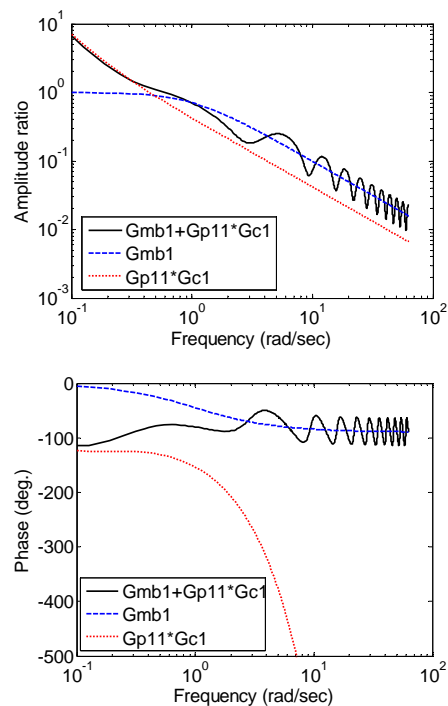 Amplitude ratio
10^1
10^0
10^-1
10^-2
10^-3
Gmb1+Gp11*Gc1
Gmb1
Gp11*Gc1
10^-1
10^0
10^1
10^2
Frequency (rad/sec)
Phase (deg.)
0
-100
-200
-300
-400
-500
Gmb1+Gp11*Gc1
Gmb1
Gp11*Gc1
10^-1
10^0
10^1
10^2
Frequency (rad/sec)